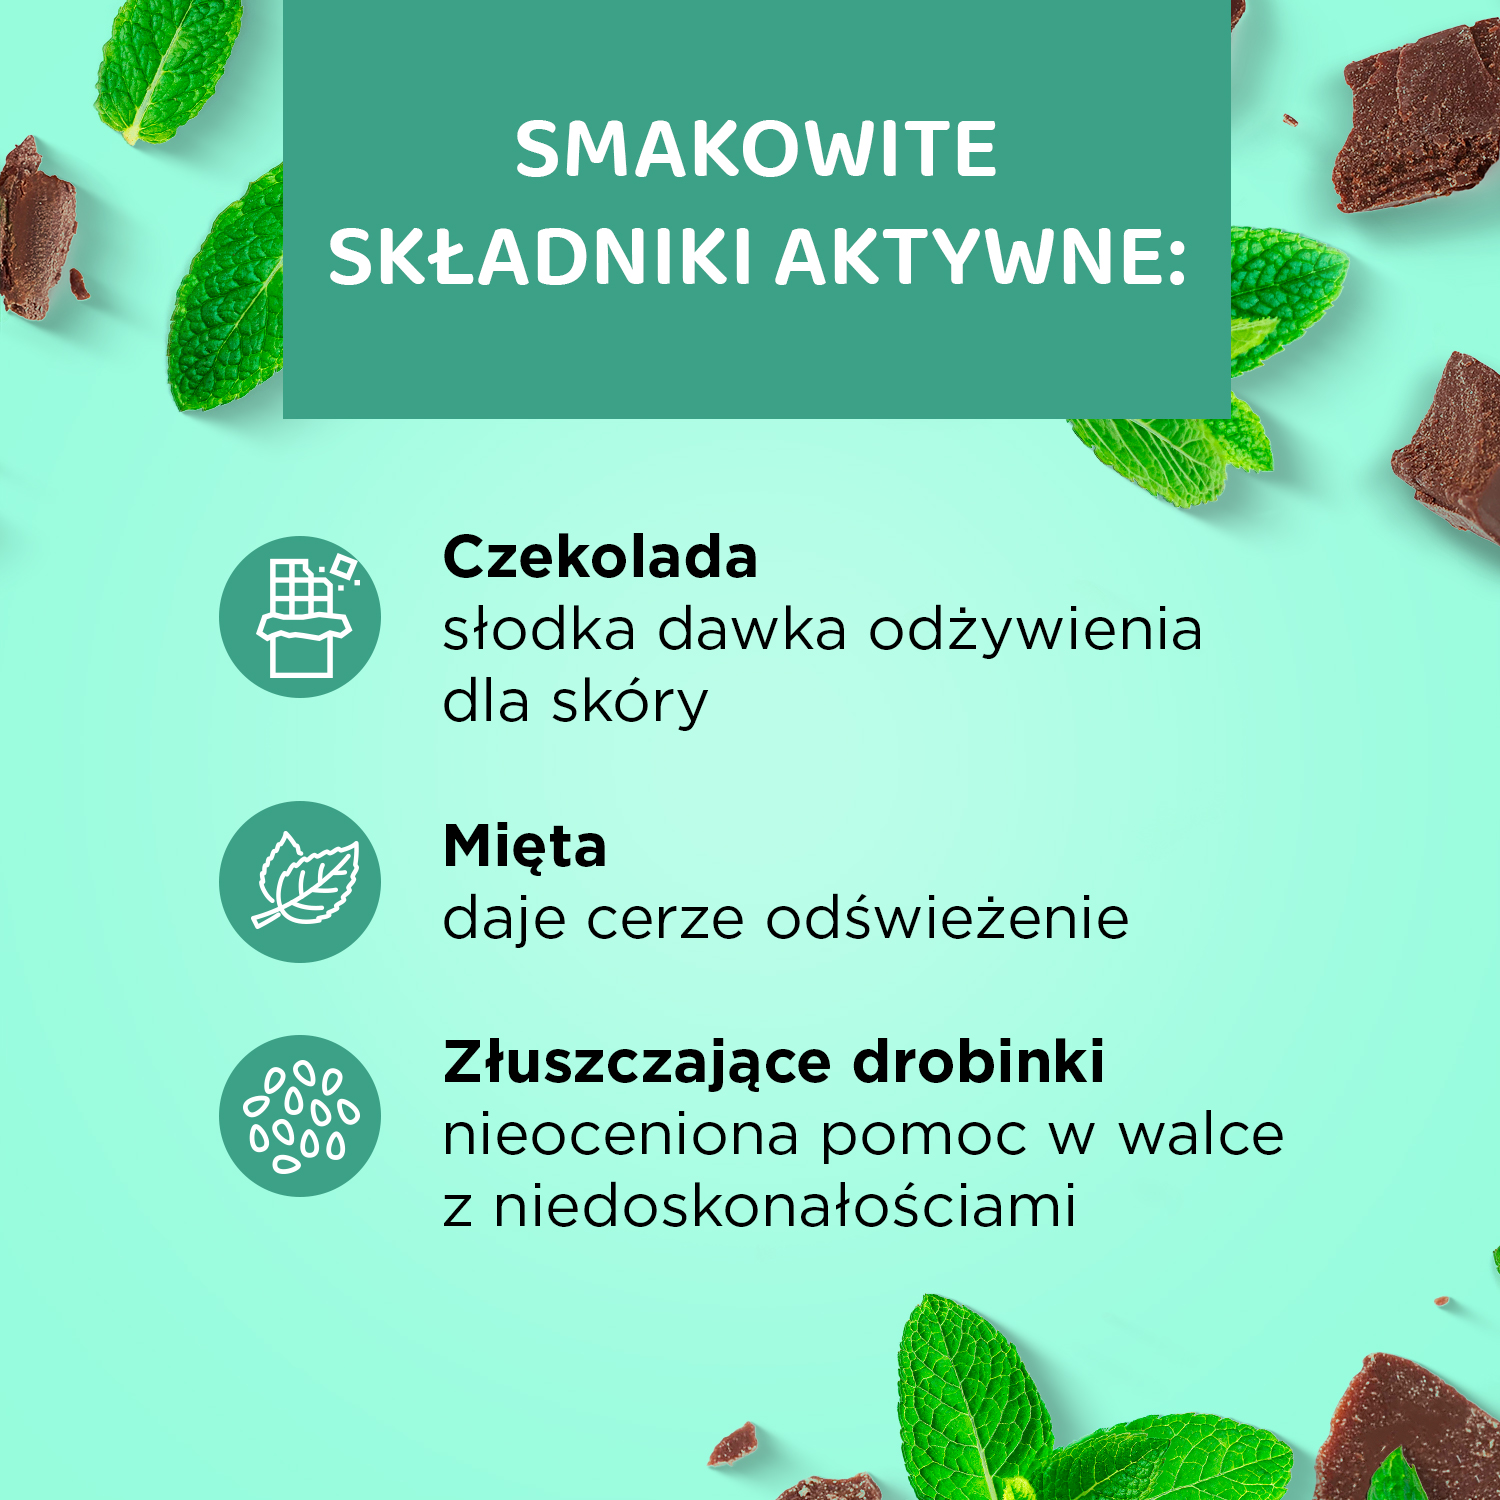 SMAKOWITE
SKŁADNIKI AKTYWNE:
Czekolada
słodka dawka odżywienia
dla skóry
Mięta
daje cerze odświeżenie
Złuszczające drobinki
nieoceniona pomoc w walce
z niedoskonałościami